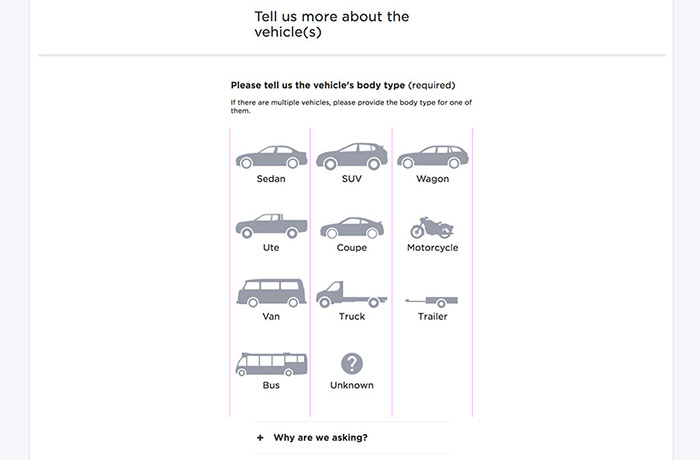 Tell us more about the
vehicle(s)
Please tell us the vehicle's body type (required)
If there are multiple vehicles, please provide the body type for one of
them.
Sedan
SUV
Wagon
Ute
Coupe
Motorcycle
Van
Truck
Trailer
Bus
?
Unknown
+ Why are we asking?